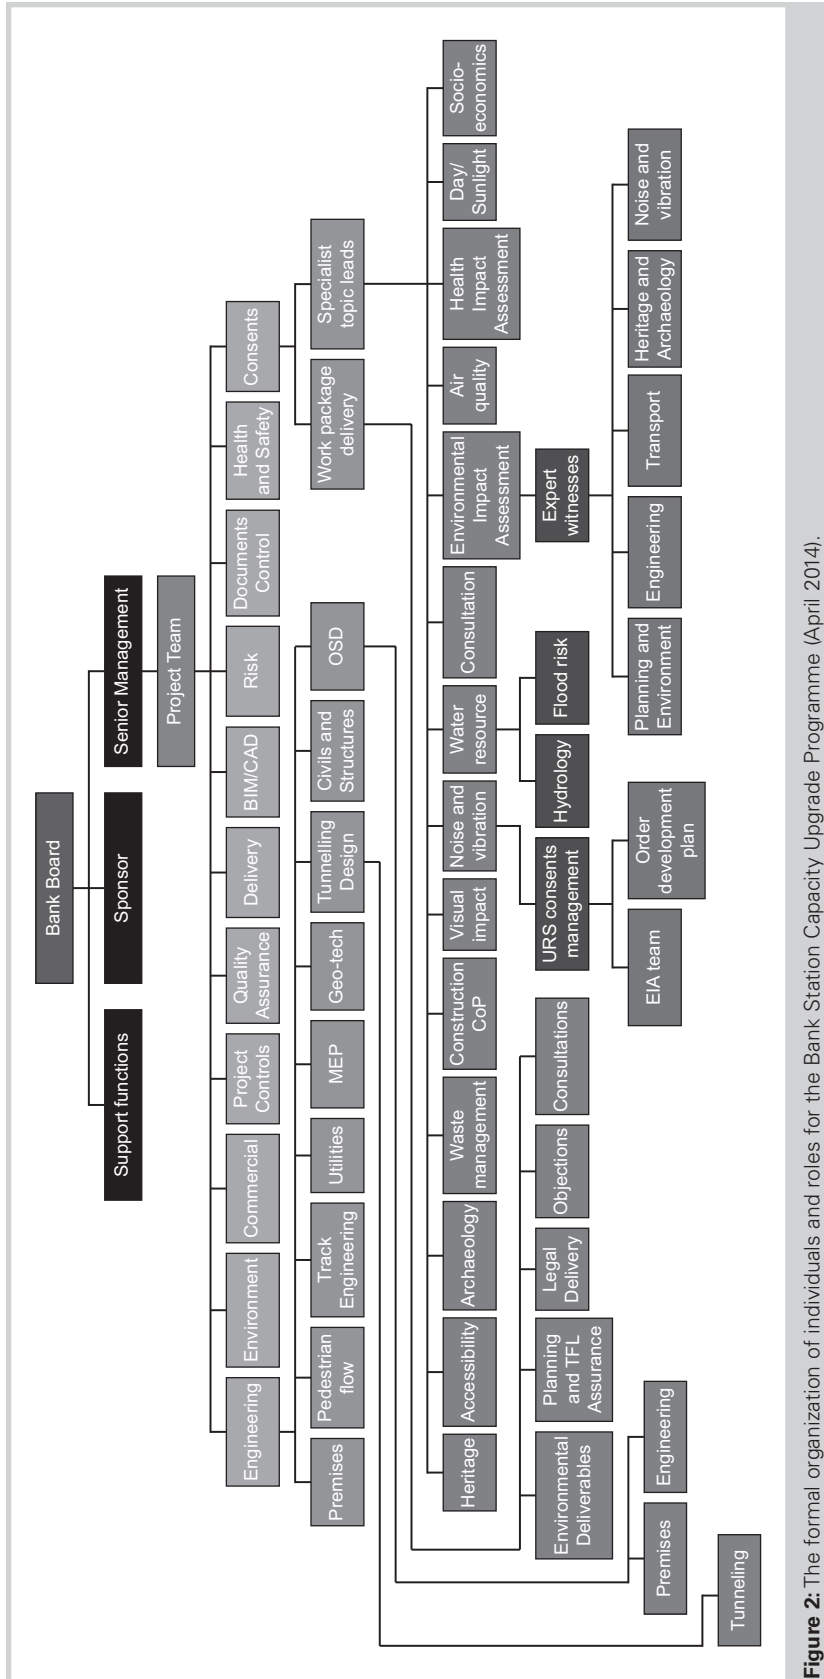 Bank Board
Support functions
Sponsor
Senior Management
Project Team
Engineering
Environment
Commercial
Project
Controls
Quality
Assurance
Delivery
BIM/CAD
Risk
Documents
Control
Health
and Safety
Consents
Premises
Pedestrian
flow
Track
Engineering
Utilities
MEP
Geo-tech
Tunnelling
Design
Civils and
Structures
OSD
Work package
delivery
Specialist
topic leads
Heritage
Accessibility
Archaeology
Waste
management
Construction
CoP
Visual
impact
Noise and
vibration
Water
resource
Consultation
Environmental
Impact
Assessment
Air
quality
Health
Impact
Assessment
Day/
Sunlight
Socio-
economics
Environmental
Deliverables
Planning
and TFL
Assurance
Legal
Delivery
Objections
Consultations
URS consents
management
Hydrology
Flood risk
Expert
witnesses
Premises
Engineering
EIA team
Order
development
plan
Planning and
Environment
Engineering
Transport
Heritage and
Archaeology
Noise and
vibration
Tunneling
Figure 2: The formal organization of individuals and roles for the Bank Station Capacity Upgrade Programme (April 2014).